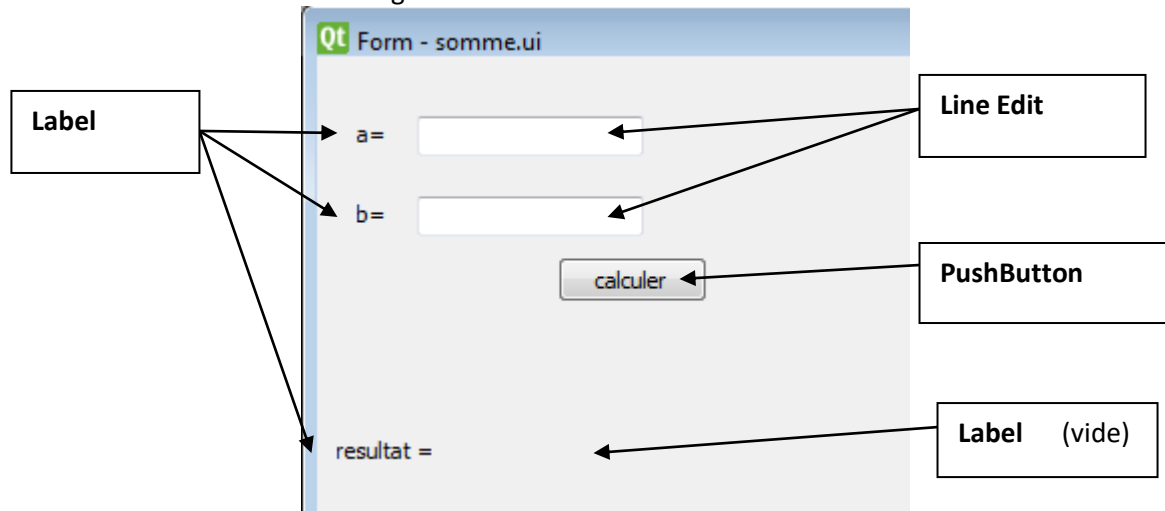 Qt Form - somme.ui
Label
Line Edit
a=
b=
calculer
PushButton
Label (vide)
resultat =